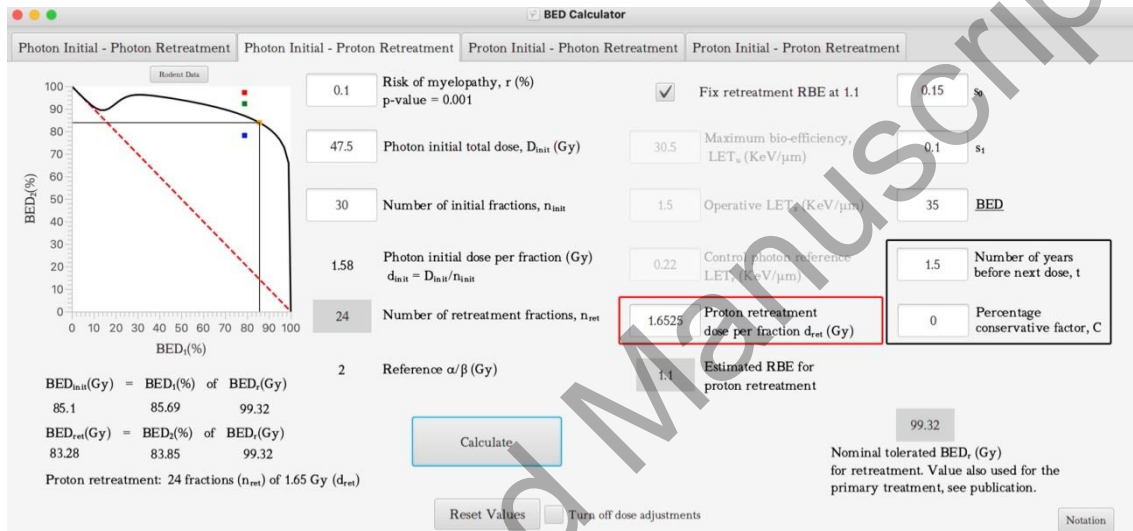 BED Calculator
Photon Initial - Photon Retreatment
Photon Initial - Proton Retreatment
Proton Initial - Photon Retreatment
Proton Initial - Proton Retreatment
Rodent Data
100
90
80
70
60
50
40
30
20
10
0
BED₂(%)
0 10 20 30 40 50 60 70 80 90 100
BED₁(%)
BEDᵢₙᵢₜ(Gy) = BED₁(%) of BEDᵣ(Gy)
85.1 85.69 99.32
BEDᵣₑₜ(Gy) = BED₂(%) of BEDᵣ(Gy)
83.28 83.85 99.32
Proton retreatment: 24 fractions (nᵣₑₜ) of 1.65 Gy (dᵣₑₜ)
0.1 Risk of myelopathy, r (%)
p-value = 0.001
47.5 Photon initial total dose, Dᵢₙᵢₜ (Gy)
30 Number of initial fractions, nᵢₙᵢₜ
1.58 Photon initial dose per fraction (Gy)
dᵢₙᵢₜ = Dᵢₙᵢₜ/nᵢₙᵢₜ
24 Number of retreatment fractions, nᵣₑₜ
2 Reference α/β (Gy)
Calculate
Reset Values
Turn off dose adjustments
Fix retreatment RBE at 1.1
30.5 Maximum bio-efficiency,
LETᵤ (KeV/μm)
1.5 Operative LETₓ (KeV/μm)
0.22 Control photon reference
(KeV/μm)
1.6525 Proton retreatment
dose per fraction dᵣₑₜ (Gy)
1.1 Estimated RBE for
proton retreatment
0.15 s₀
0.1 s₁
35 BED
1.5 Number of years
before next dose, t
0 Percentage
conservative factor, C
99.32
Nominal tolerated BEDᵣ (Gy)
for retreatment. Value also used for the
primary treatment, see publication.
Notation
d Manuscrip